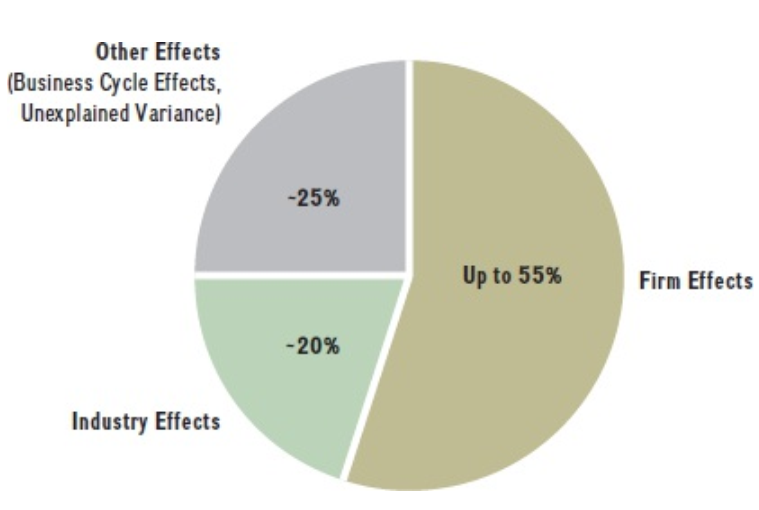 Other Effects
(Business Cycle Effects,
Unexplained Variance)
~25%
Up to 55%
Firm Effects
~20%
Industry Effects